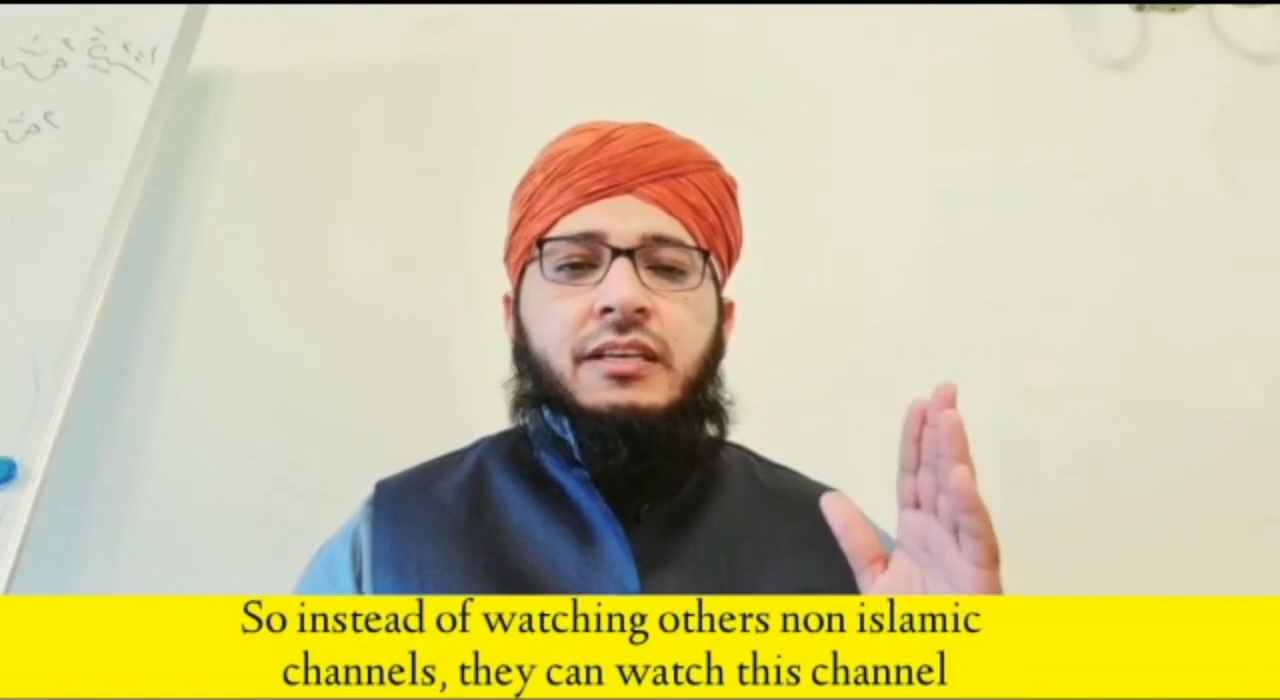 So instead of watching others non islamic
channels, they can watch this channel